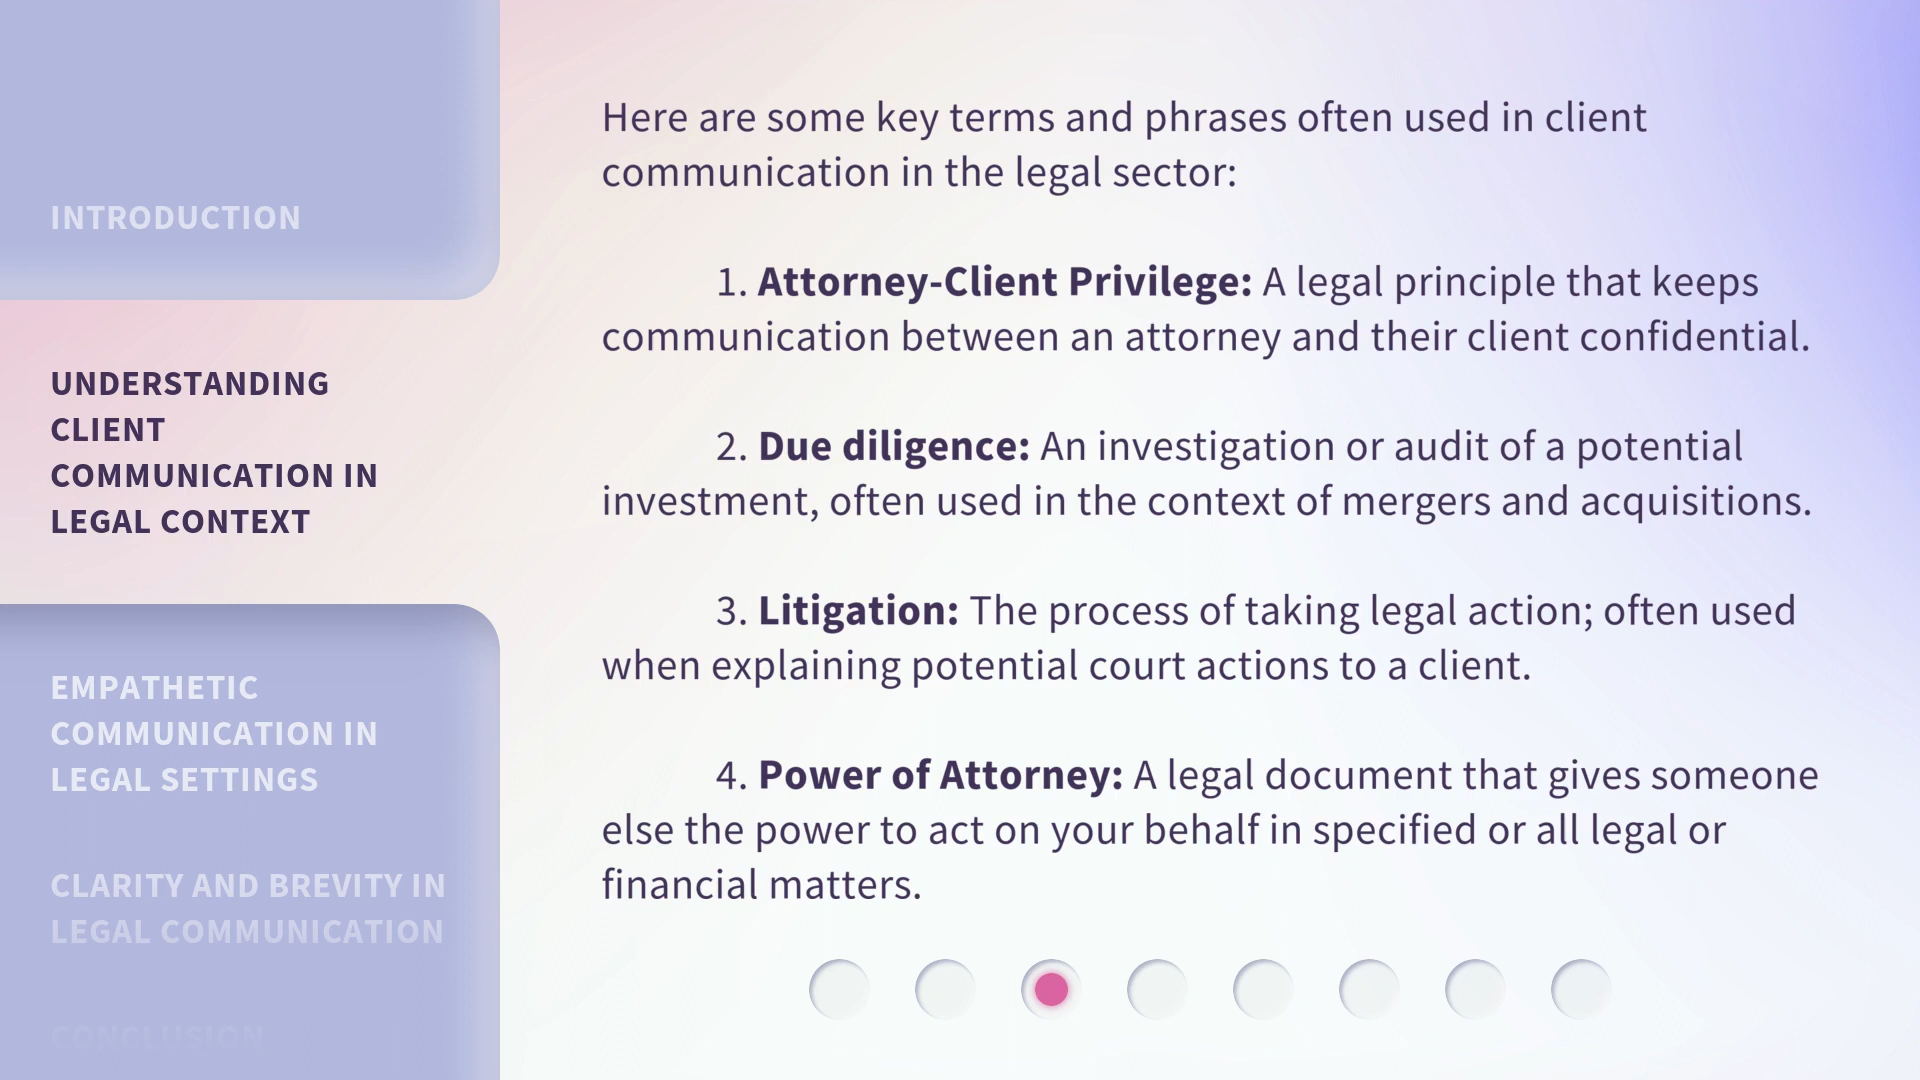 INTRODUCTION
UNDERSTANDING
CLIENT
COMMUNICATION IN
LEGAL CONTEXT
EMPATHETIC
COMMUNICATION IN
LEGAL SETTINGS
CLARITY AND BREVITY IN
LEGAL COMMUNICATION
CONCLUSION
Here are some key terms and phrases often used in client
communication in the legal sector:
1. Attorney-Client Privilege: A legal principle that keeps
communication between an attorney and their client confidential.
2. Due diligence: An investigation or audit of a potential
investment, often used in the context of mergers and acquisitions.
3. Litigation: The process of taking legal action; often used
when explaining potential court actions to a client.
4. Power of Attorney: A legal document that gives someone
else the power to act on your behalf in specified or all legal or
financial matters.